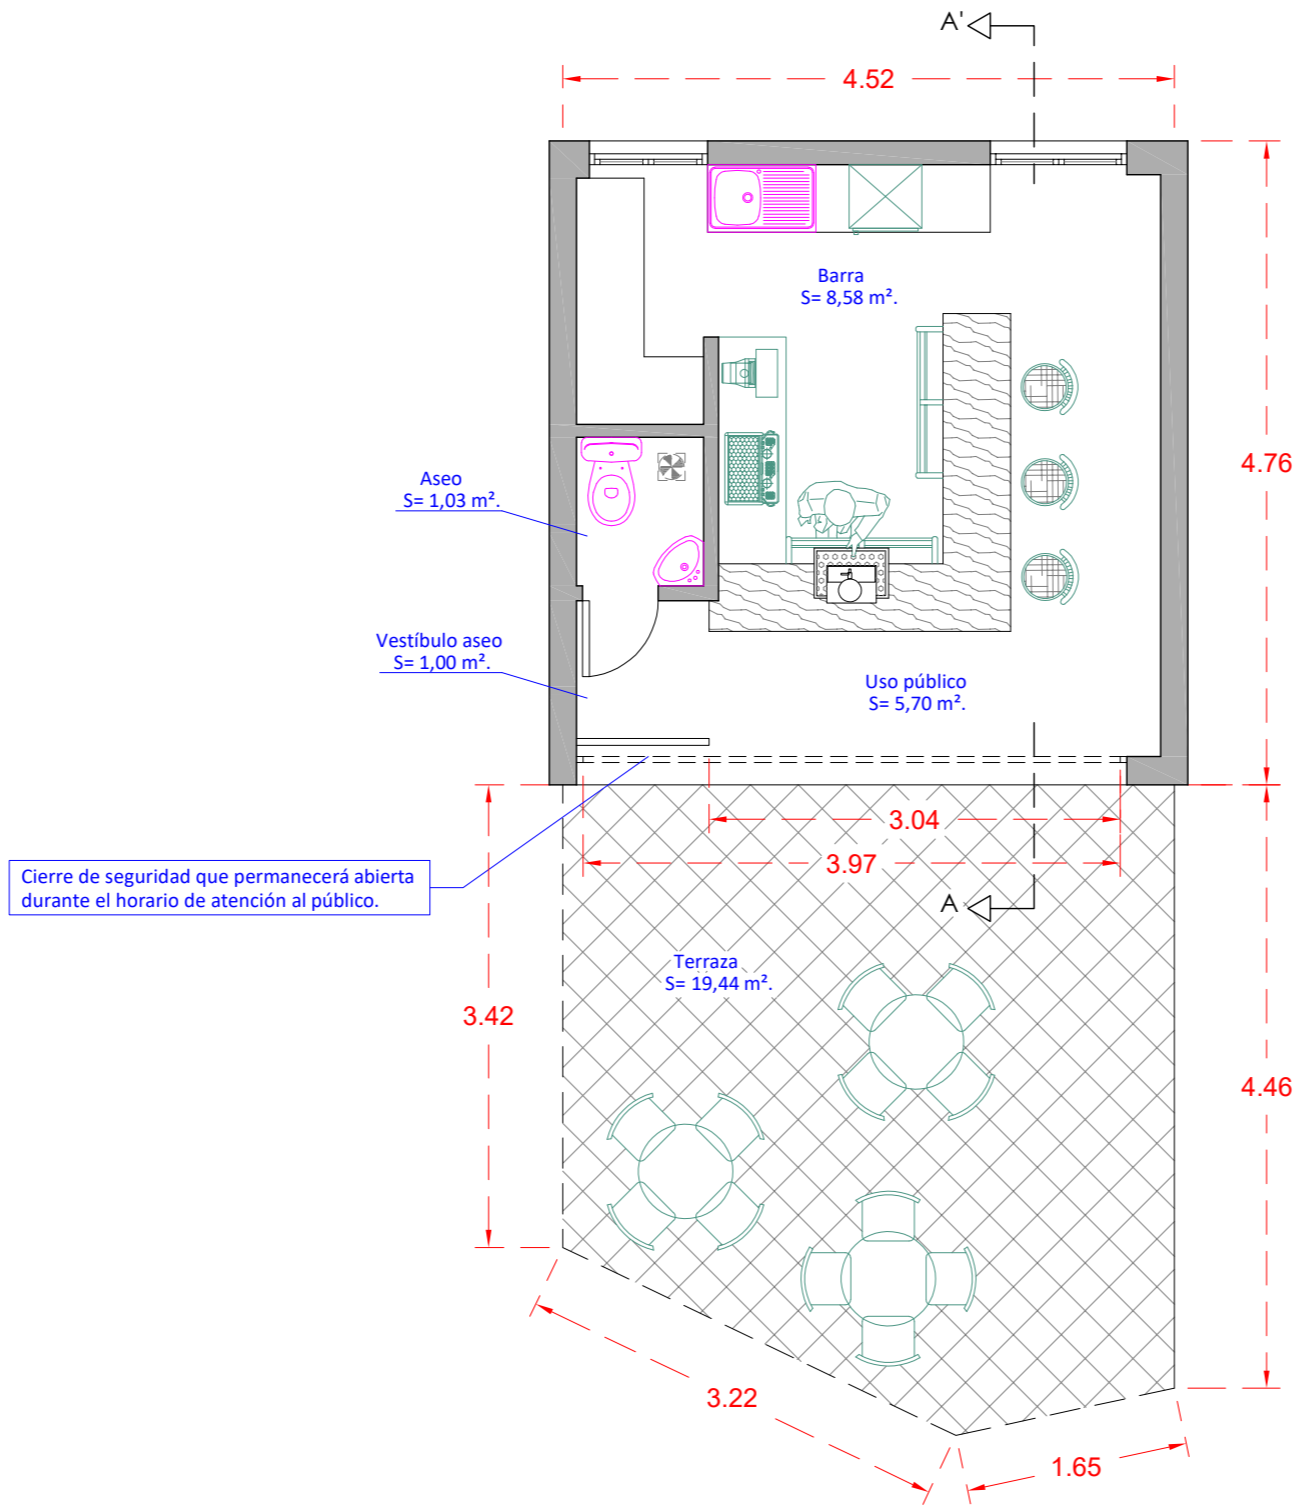 A'
4.52
Barra
S= 8,58 m².
4.76
Aseo
S= 1,03 m².
Vestíbulo aseo
S= 1,00 m².
Uso público
S= 5,70 m².
3.04
3.97
Cierre de seguridad que permanecerá abierta
durante el horario de atención al público.
A
Terraza
S= 19,44 m².
3.42
4.46
3.22
1.65